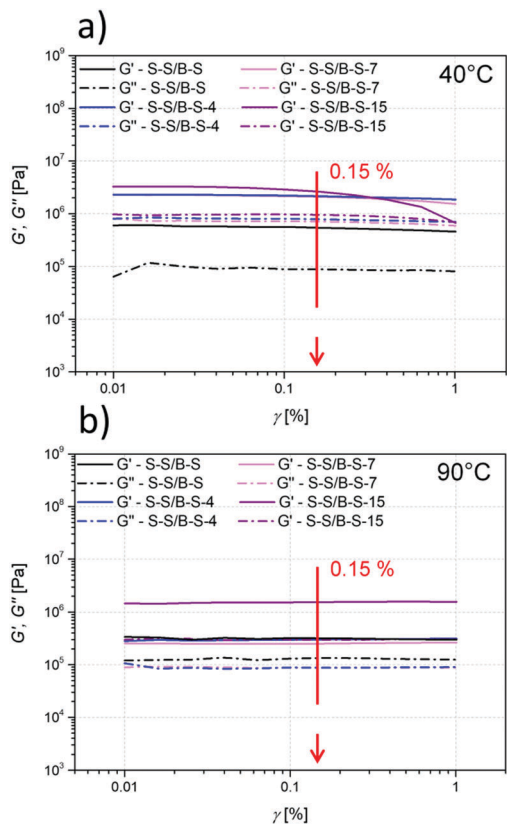 a)
40°C
G' - S-S/B-S G' - S-S/B-S-7
G'' - S-S/B-S G'' - S-S/B-S-7
G' - S-S/B-S-4 G' - S-S/B-S-15
G'' - S-S/B-S-4 G'' - S-S/B-S-15
0.15 %
G', G'' [Pa]
10⁹
10⁸
10⁷
10⁶
10⁵
10⁴
10³
0.01 0.1 1
γ [%]
b)
90°C
G' - S-S/B-S G' - S-S/B-S-7
G'' - S-S/B-S G'' - S-S/B-S-7
G' - S-S/B-S-4 G' - S-S/B-S-15
G'' - S-S/B-S-4 G'' - S-S/B-S-15
0.15 %
G', G'' [Pa]
10⁹
10⁸
10⁷
10⁶
10⁵
10⁴
10³
0.01 0.1 1
γ [%]